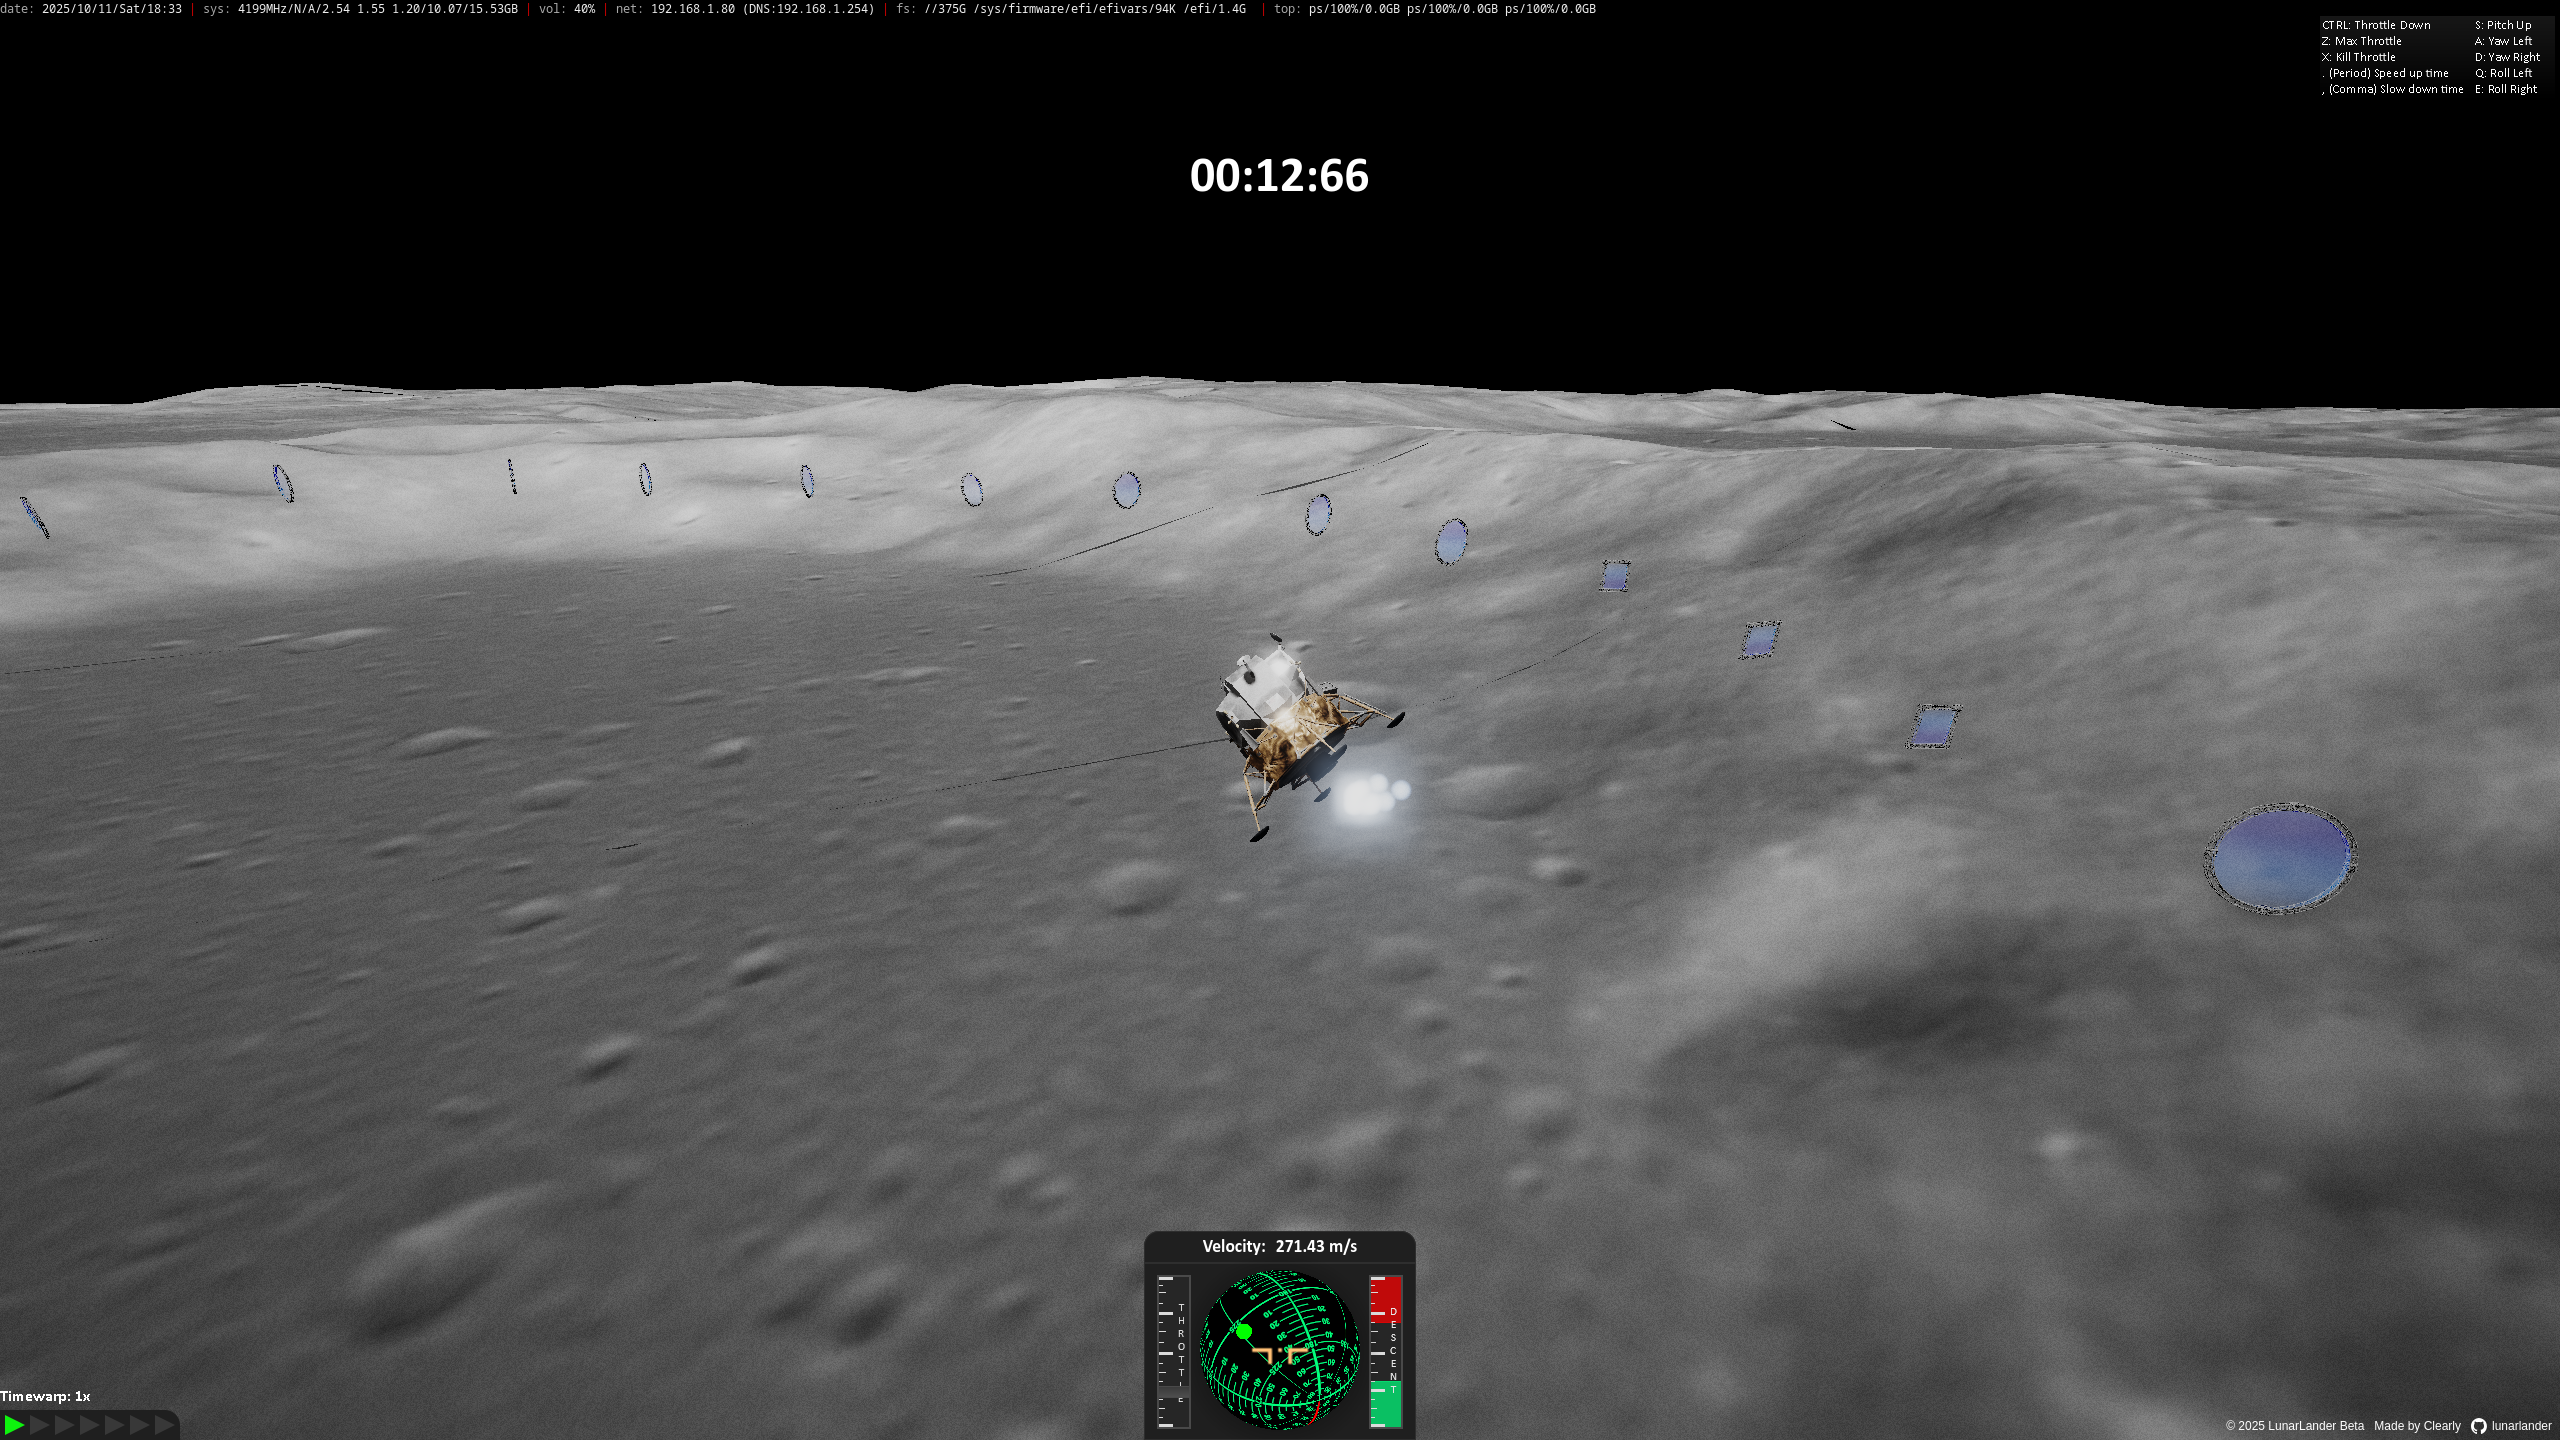 date: 2025/10/11/Sat/18:33 | sys: 4199MHz/N/A/2.54 1.55 1.20/10.07/15.53GB | vol: 40% | net: 192.168.1.80 (DNS:192.168.1.254) | fs: //375G /sys/firmware/efi/efivars/94K /efi/1.4G | top: ps/100%/0.0GB ps/100%/0.0GB ps/100%/0.0GB
CTRL: Throttle Down S: Pitch Up
Z: Max Throttle A: Yaw Left
X: Kill Throttle D: Yaw Right
. (Period) Speed up time Q: Roll Left
, (Comma) Slow down time E: Roll Right
00:12:66
Velocity: 271.43 m/s
THROTTLE
DESCENT
Timewarp: 1x
© 2025 LunarLander Beta Made by Clearly lunarlander